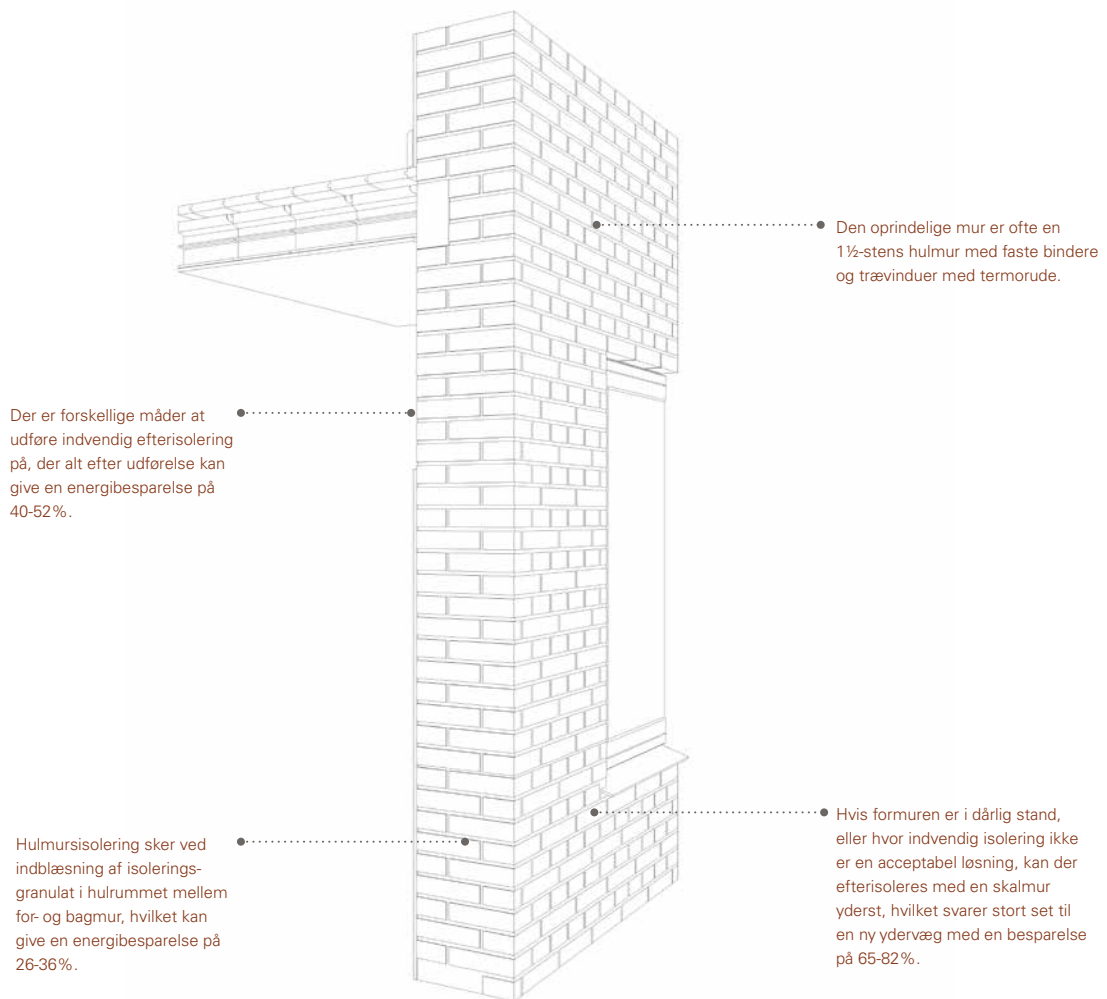 Den oprindelige mur er ofte en
1½-stens hulmur med faste bindere
og trævinduer med termorude.
Der er forskellige måder at
udføre indvendig efterisolering
på, der alt efter udførelse kan
give en energibesparelse på
40-52%.
Hulmursisolering sker ved
indblæsning af isolerings-
granulat i hulrummet mellem
for- og bagmur, hvilket kan
give en energibesparelse på
26-36%.
Hvis formuren er i dårlig stand,
eller hvor indvendig isolering ikke
er en acceptabel løsning, kan der
efterisoleres med en skalmur
yderst, hvilket svarer stort set til
en ny ydervæg med en besparelse
på 65-82%.